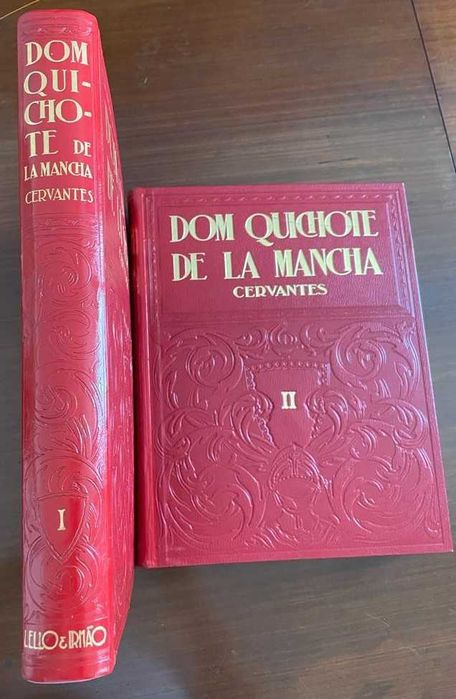 DOM
QUI-
CHO-
TE DE
LA MANCHA
CERVANTES
I
LELLO & IRMÃO
DOM QUICHOTE
DE LA MANCHA
CERVANTES
II